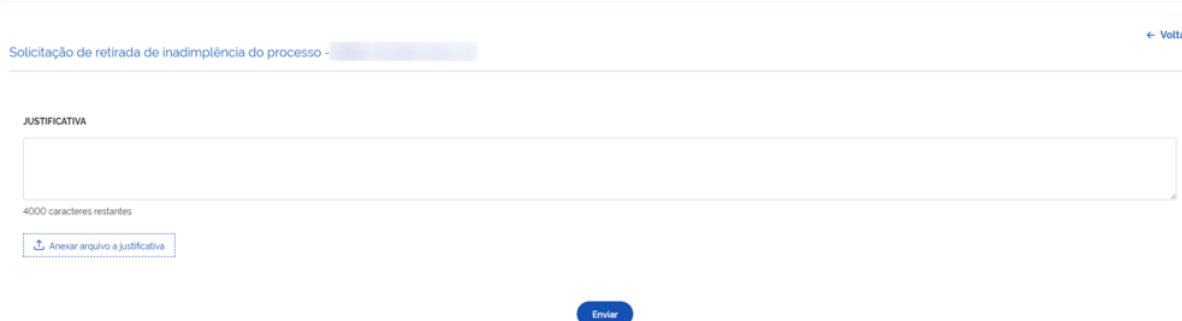 ← Volta
Solicitação de retirada de inadimplência do processo -
JUSTIFICATIVA
4000 caracteres restantes
Anexar arquivo a justificativa
Enviar